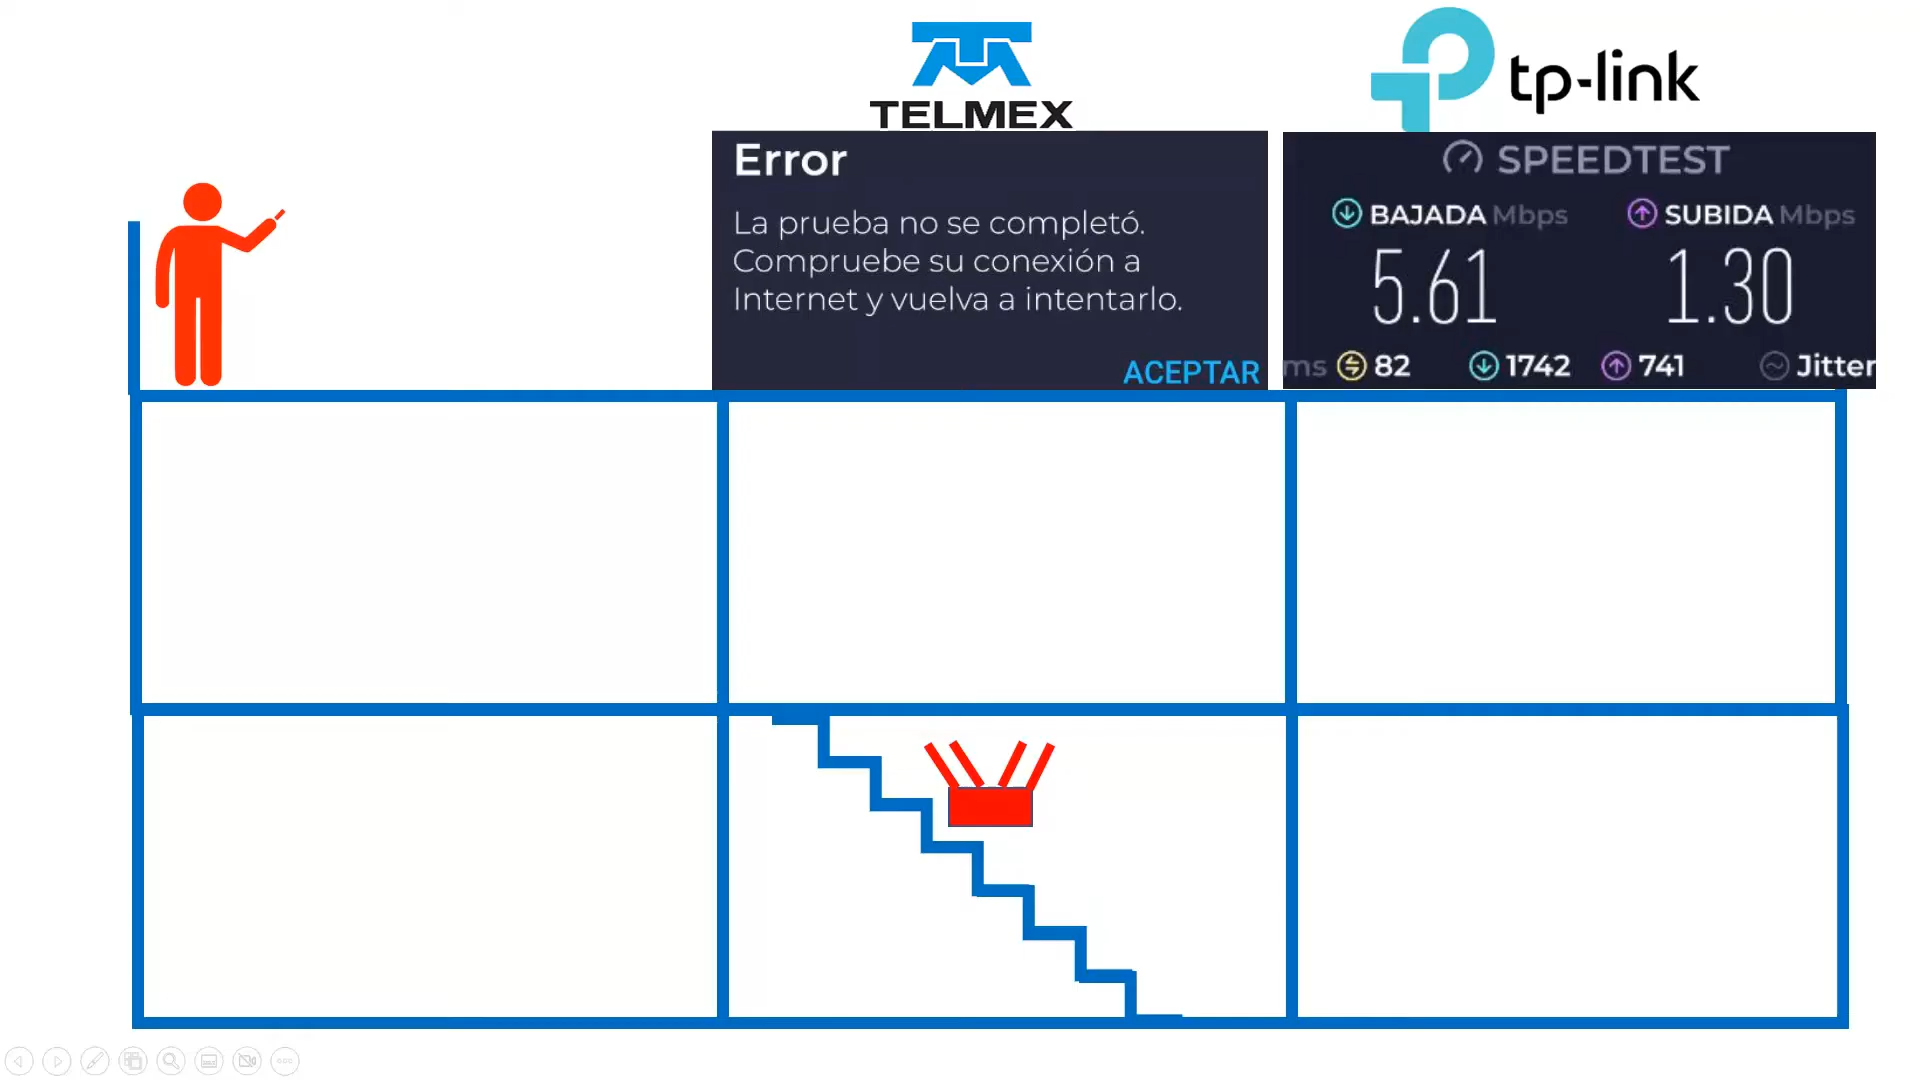 TELMEX
tp-link
Error
La prueba no se completó.
Compruebe su conexión a
Internet y vuelva a intentarlo.
ACEPTAR
SPEEDTEST
BAJADA Mbps SUBIDA Mbps
5.61 1.30
ms 82 1742 741 Jitter